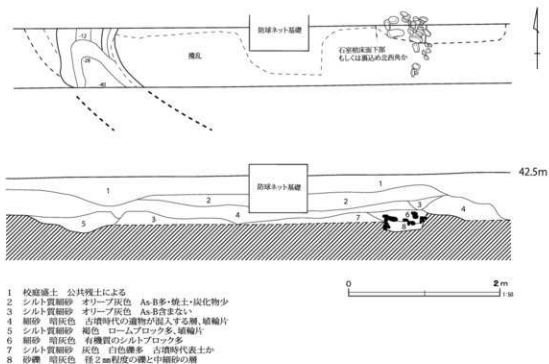 防球ネット基礎
-12
-26
-40
攪乱
石室楷床面下部
もしくは裏込め北西角か
42.5m
防球ネット基礎
1
1
2
2
3
3
4
4
5
6
7
8
1 校庭盛土 公共残土による
2 シルト質細砂 オリーブ灰色 As-B多・焼土・炭化物少
3 シルト質細砂 オリーブ灰色 As-B含まない
4 細砂 暗灰色 古墳時代の遺物が混入する層、埴輪片
5 シルト質細砂 褐色 ロームブロック多、埴輪片
6 細砂 暗灰色 有機質のシルトブロック多
7 シルト質細砂 灰色 白色礫多 古墳時代表土か
8 砂礫 暗灰色 径2mm程度の礫と中細砂の層
0 2m
1:50